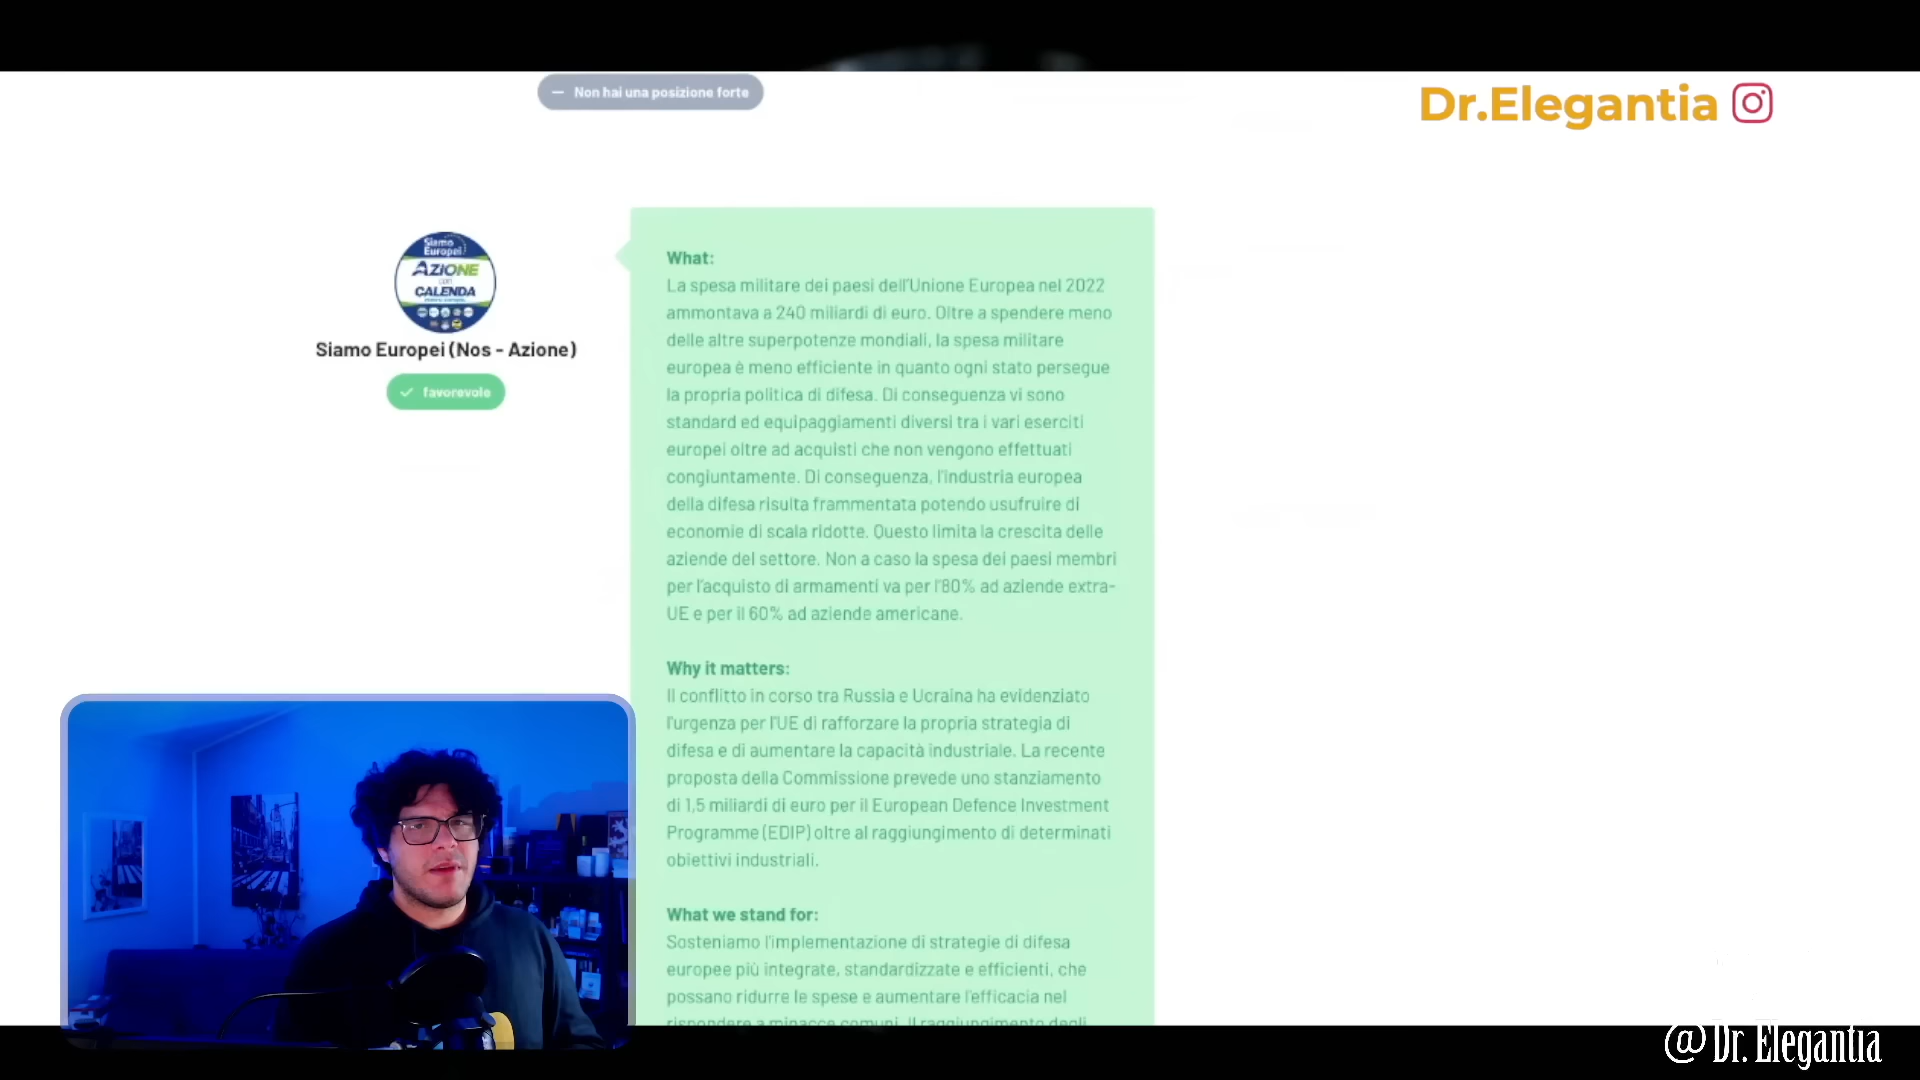 Non hai una posizione forte
Dr.Elegantia
Siamo
Europei
AZIONE
con
CALENDA
Siamo Europei (Nos - Azione)
favorevole
What:
La spesa militare dei paesi dell'Unione Europea nel 2022
ammontava a 240 miliardi di euro. Oltre a spendere meno
delle altre superpotenze mondiali, la spesa militare
europea è meno efficiente in quanto ogni stato persegue
la propria politica di difesa. Di conseguenza vi sono
standard ed equipaggiamenti diversi tra i vari eserciti
europei oltre ad acquisti che non vengono effettuati
congiuntamente. Di conseguenza, l'industria europea
della difesa risulta frammentata potendo usufruire di
economie di scala ridotte. Questo limita la crescita delle
aziende del settore. Non a caso la spesa dei paesi membri
per l'acquisto di armamenti va per l'80% ad aziende extra-
UE e per il 60% ad aziende americane.
Why it matters:
Il conflitto in corso tra Russia e Ucraina ha evidenziato
l'urgenza per l'UE di rafforzare la propria strategia di
difesa e di aumentare la capacità industriale. La recente
proposta della Commissione prevede uno stanziamento
di 1,5 miliardi di euro per il European Defence Investment
Programme (EDIP) oltre al raggiungimento di determinati
obiettivi industriali.
What we stand for:
Sosteniamo l'implementazione di strategie di difesa
europee più integrate, standardizzate e efficienti, che
possano ridurre le spese e aumentare l'efficacia nel
rispondere a minacce comuni. Il raggiungimento degli
@Dr. Elegantia